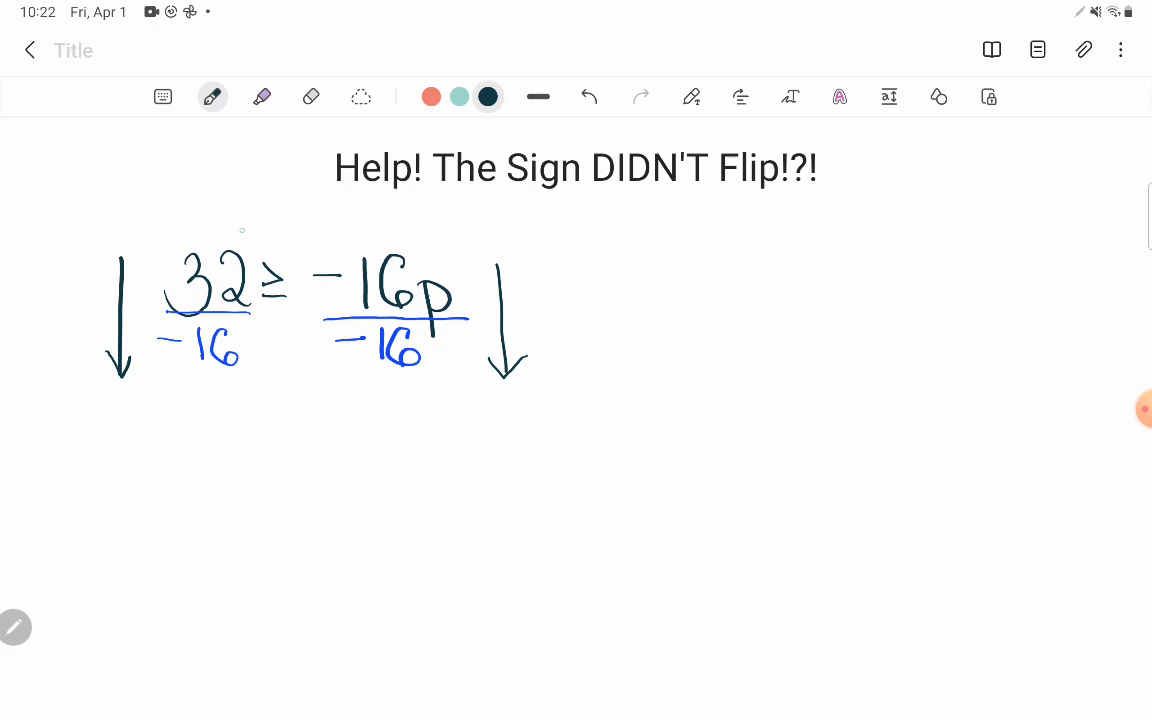 10:22 Fri, Apr 1
Title
Help! The Sign DIDN'T Flip!?!
32 ≥ -16p
-16 -16